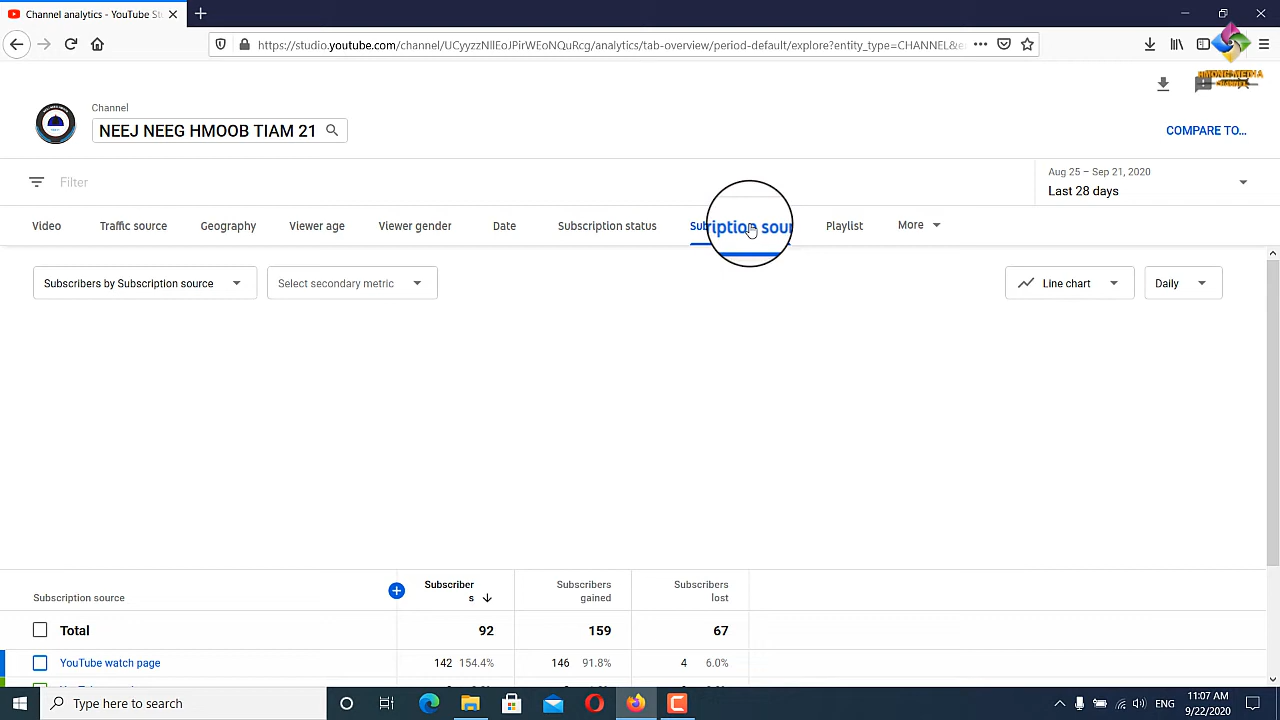 Channel analytics - YouTube Stu
https://studio.youtube.com/channel/UCyyzzNllEoJPirWEoNQuRcg/analytics/tab-overview/period-default/explore?entity_type=CHANNEL&e
Channel
NEEJ NEEG HMOOB TIAM 21
COMPARE TO...
Filter
Aug 25 – Sep 21, 2020
Last 28 days
Video Traffic source Geography Viewer age Viewer gender Date Subscription status Playlist More
Subscribers by Subscription source Select secondary metric Line chart Daily
Subscription source Subscriber s Subscribers gained Subscribers lost
Total 92 159 67
YouTube watch page 142 154.4% 146 91.8% 4 6.0%
Type here to search
ENG
11:07 AM
9/22/2020